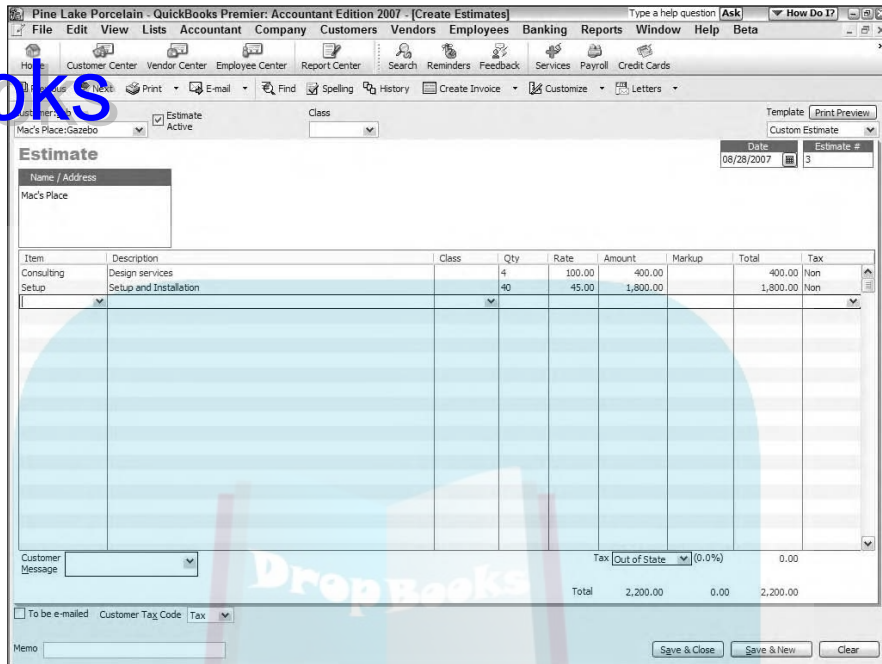 Pine Lake Porcelain - QuickBooks Premier: Accountant Edition 2007 - [Create Estimates]
Type a help question Ask How Do I?
File Edit View Lists Accountant Company Customers Vendors Employees Banking Reports Window Help Beta
Home Customer Center Vendor Center Employee Center Report Center Search Reminders Feedback Services Payroll Credit Cards
oks
Next Print E-mail Find Spelling History Create Invoice Customize Letters
Estimate Active
Class
Template Print Preview
Mac's Place:Gazebo
Custom Estimate
Estimate
Date Estimate #
08/28/2007 3
Name / Address
Mac's Place
Item Description Class Qty Rate Amount Markup Total Tax
Consulting Design services 4 100.00 400.00 400.00 Non
Setup Setup and Installation 40 45.00 1,800.00 1,800.00 Non
DropBooks
Customer Message
Tax Out of State (0.0%) 0.00
Total 2,200.00 0.00 2,200.00
To be e-mailed Customer Tax Code Tax
Memo
Save & Close Save & New Clear